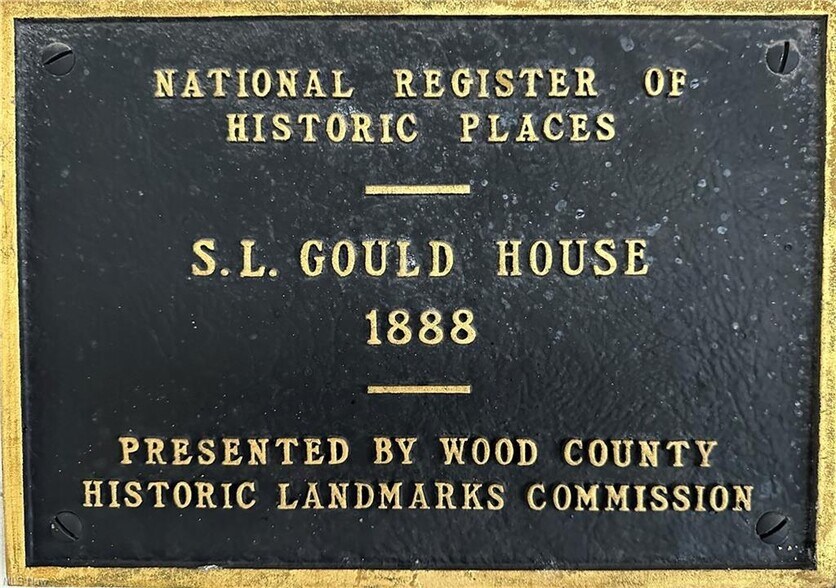 NATIONAL REGISTER OF
HISTORIC PLACES
S.L. GOULD HOUSE
1888
PRESENTED BY WOOD COUNTY
HISTORIC LANDMARKS COMMISSION